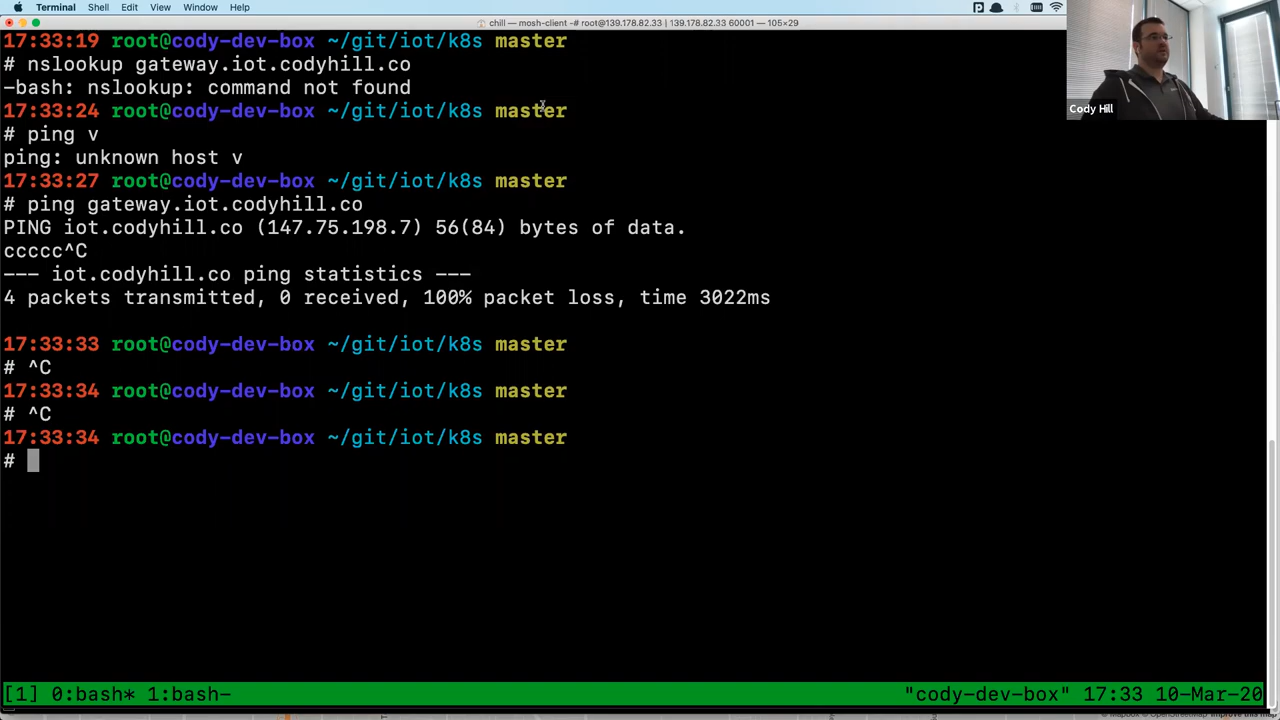 Terminal Shell Edit View Window Help
chill — mosh-client -# root@139.178.82.33 | 139.178.82.33 60001 — 105×29
17:33:19 root@cody-dev-box ~/git/iot/k8s master
# nslookup gateway.iot.codyhill.co
-bash: nslookup: command not found
17:33:24 root@cody-dev-box ~/git/iot/k8s master
# ping v
ping: unknown host v
17:33:27 root@cody-dev-box ~/git/iot/k8s master
# ping gateway.iot.codyhill.co
PING iot.codyhill.co (147.75.198.7) 56(84) bytes of data.
ccccc^C
--- iot.codyhill.co ping statistics ---
4 packets transmitted, 0 received, 100% packet loss, time 3022ms
17:33:33 root@cody-dev-box ~/git/iot/k8s master
# ^C
17:33:34 root@cody-dev-box ~/git/iot/k8s master
# ^C
17:33:34 root@cody-dev-box ~/git/iot/k8s master
#
[1] 0:bash* 1:bash- "cody-dev-box" 17:33 10-Mar-20
Cody Hill
© Mapbox © OpenStreetMap Improve this map